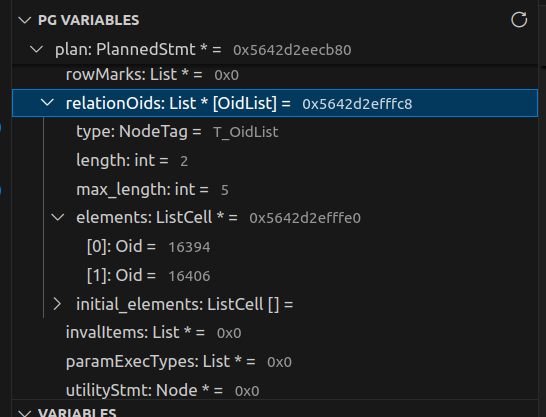 PG VARIABLES
plan: PlannedStmt * = 0x5642d2eecb80
rowMarks: List * = 0x0
relationOids: List * [OidList] = 0x5642d2efffc8
type: NodeTag = T_OidList
length: int = 2
max_length: int = 5
elements: ListCell * = 0x5642d2efffe0
[0]: Oid = 16394
[1]: Oid = 16406
initial_elements: ListCell [] =
invalItems: List * = 0x0
paramExecTypes: List * = 0x0
utilityStmt: Node * = 0x0
VARIABLES